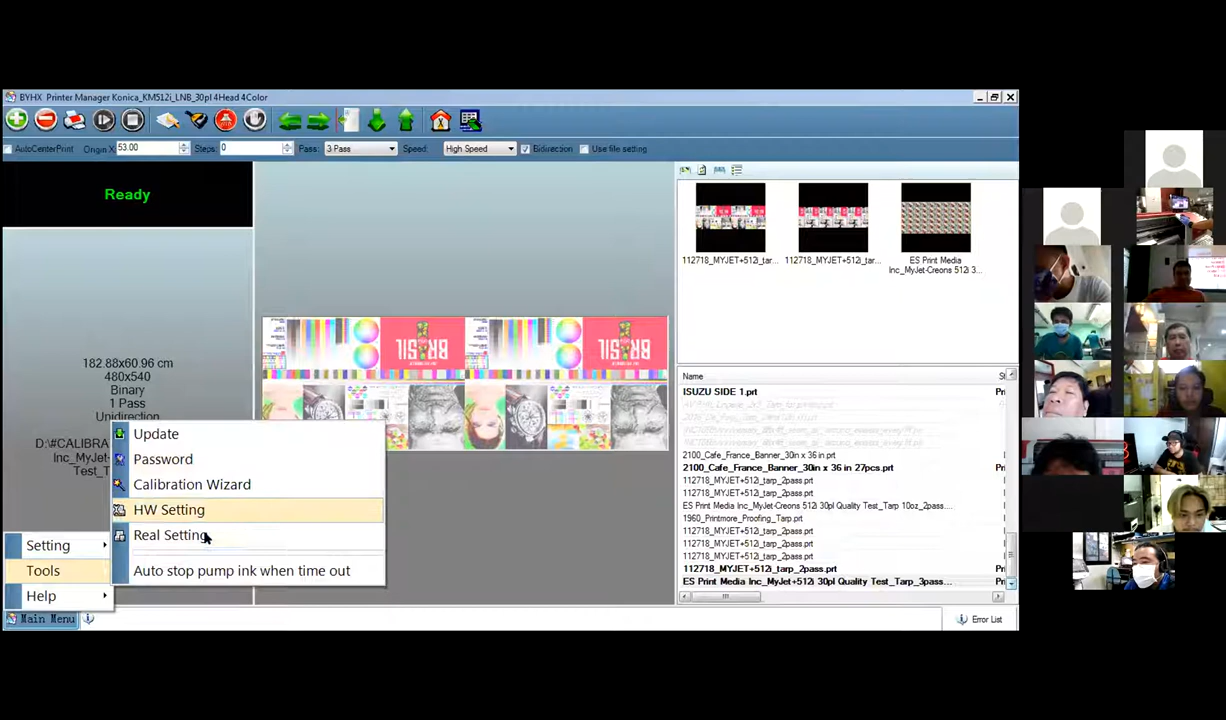 BYHX Printer Manager Konica_KM512i_LNB_30pl 4Head 4Color
AutoCenterPrint Origin X 53.00 Steps: 0 Pass: 3 Pass Speed: High Speed Bidirection Use file setting
Ready
182.88x60.96 cm
480x540
Binary
1 Pass
Unidirection
D:\#CALIBRA
Inc_MyJet-
Test_T
BRSIL
BRSIL
112718_MYJET+512i_tar...
112718_MYJET+512i_tar...
ES Print Media
Inc_MyJet-Creons 512i 3...
Name
ISUZU SIDE 1.prt
2100_Cafe_France_Banner_30in x 36 in
2100_Cafe_France_Banner_30in x 36 in 27pcs.prt
112718_MYJET+512i_tarp_2pass.prt
112718_MYJET+512i_tarp_2pass.prt
ES Print Media Inc_MyJet+512i 30pl Quality Test_Tarp_2pass....
1960_Printmore_Proofing_Tarp.prt
112718_MYJET+512i_tarp_2pass.prt
112718_MYJET+512i_tarp_2pass.prt
112718_MYJET+512i_tarp_2pass.prt
112718_MYJET+512i_tarp_2pass.prt
ES Print Media Inc_MyJet+512i 30pl Quality Test_Tarp_3pass...
Update
Password
Calibration Wizard
HW Setting
Real Setting
Auto stop pump ink when time out
Setting
Tools
Help
Main Menu
Error List